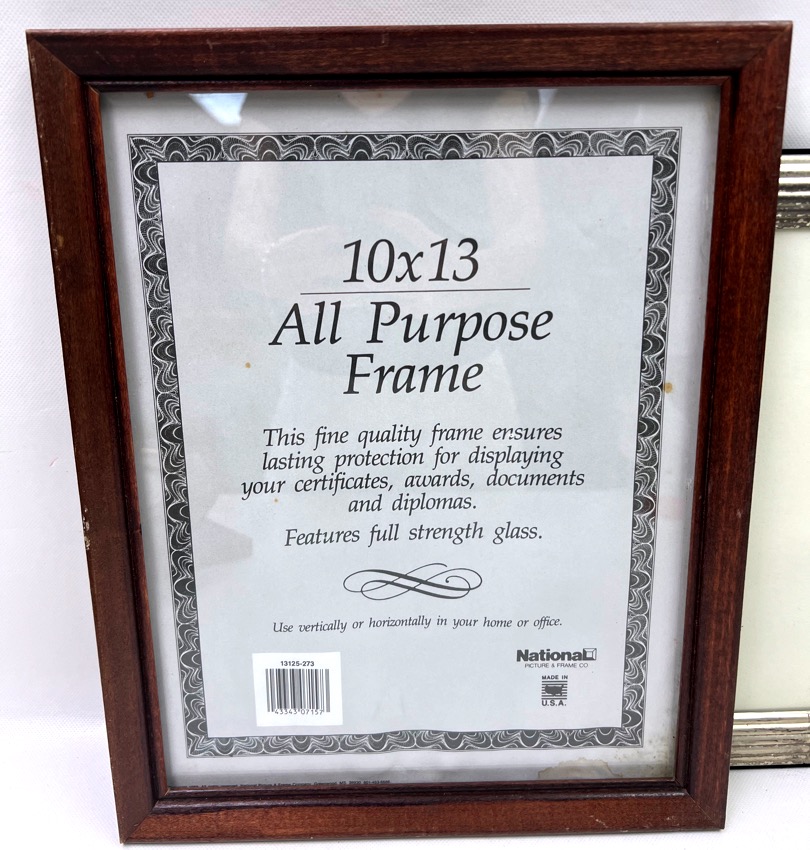 10x13
All Purpose
Frame
This fine quality frame ensures
lasting protection for displaying
your certificates, awards, documents
and diplomas.
Features full strength glass.
Use vertically or horizontally in your home or office.
13125-273
43343 07157
National
PICTURE & FRAME CO
MADE IN
U.S.A.